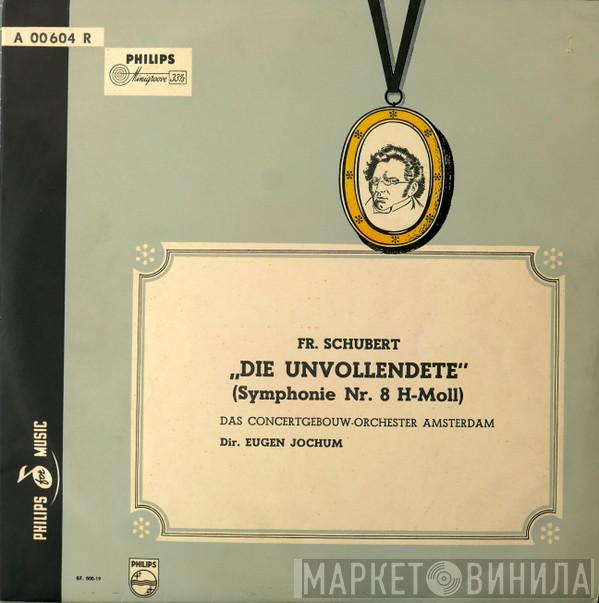 A 00604 R
PHILIPS
Minigroove 33⅓
FR. SCHUBERT
„DIE UNVOLLENDETE"
(Symphonie Nr. 8 H-Moll)
DAS CONCERTGEBOUW-ORCHESTER AMSTERDAM
Dir. EUGEN JOCHUM
PHILIPS for MUSIC
PHILIPS
МАРКЕТ ВИНИЛА